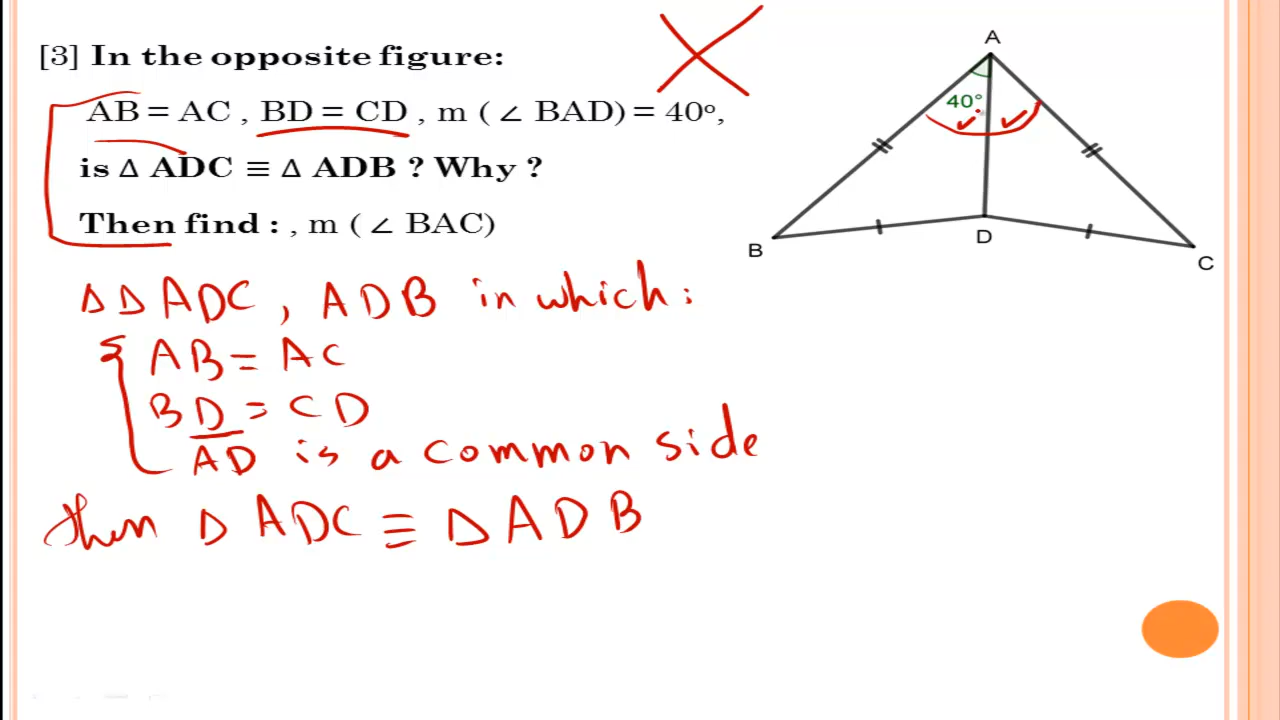 [3] In the opposite figure:
AB = AC , BD = CD , m ( ∠ BAD) = 40°,
is Δ ADC ≡ Δ ADB ? Why ?
Then find : , m ( ∠ BAC)
Δ Δ ADC , ADB in which :
AB = AC
BD = CD
AD is a common side
then Δ ADC ≡ Δ ADB
A
40°
B
D
C